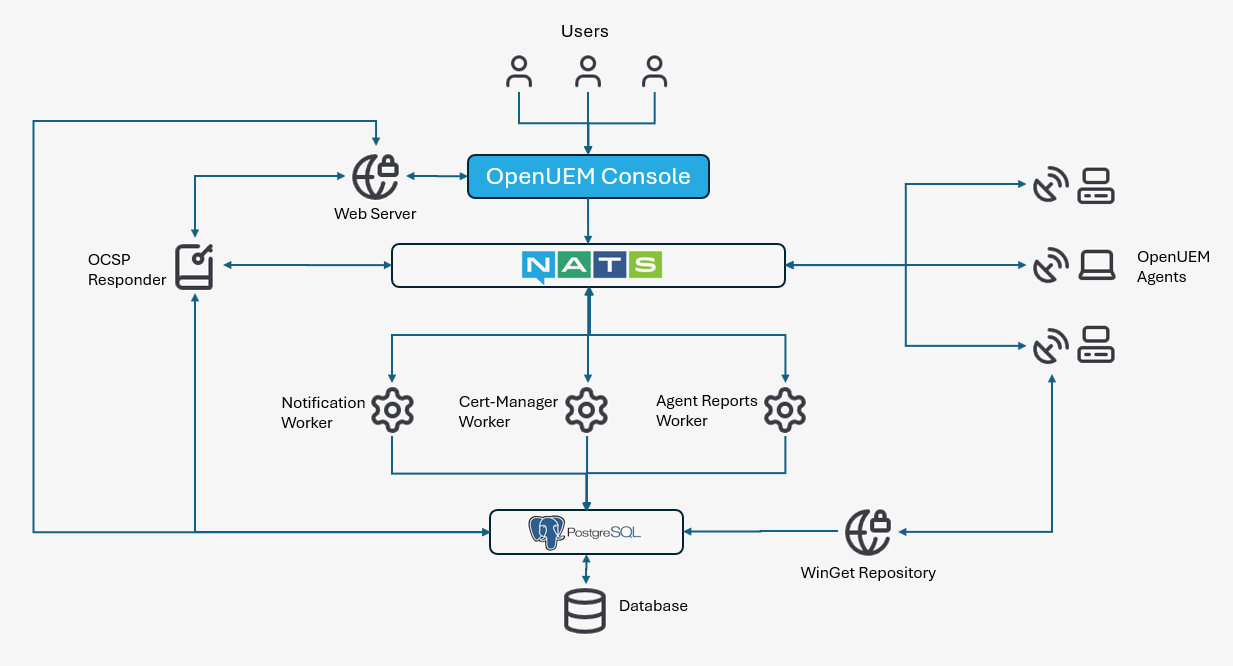 Users
OpenUEM Console
Web Server
OCSP
Responder
NATS
OpenUEM
Agents
Notification
Worker
Cert-Manager
Worker
Agent Reports
Worker
PostgreSQL
WinGet Repository
Database